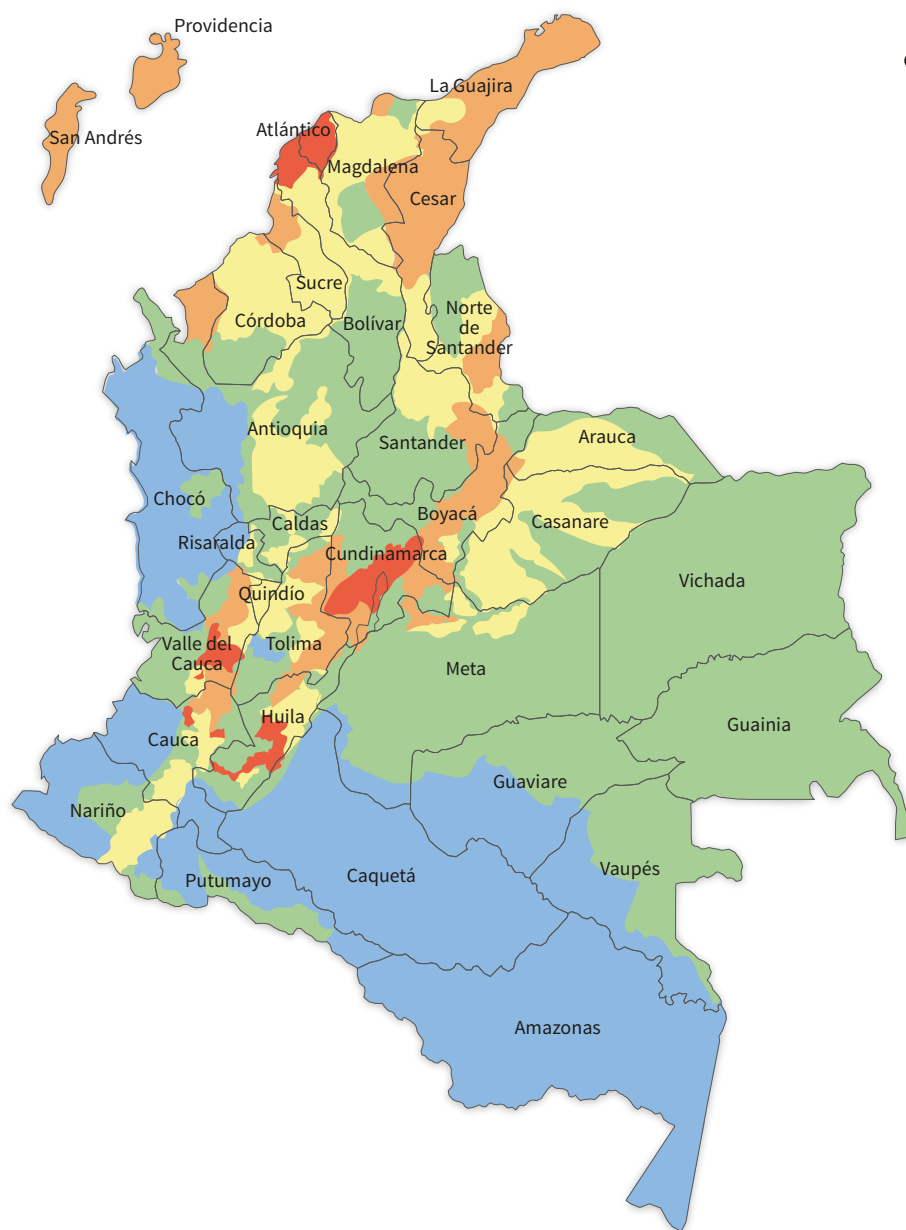 Providencia
La Guajira
San Andrés
Atlántico
Magdalena
Cesar
Sucre
Córdoba
Bolívar
Norte
de
Santander
Antioquia
Santander
Arauca
Chocó
Boyacá
Caldas
Casanare
Risaralda
Cundinamarca
Vichada
Quindío
Valle del
Cauca
Tolima
Meta
Huila
Guainia
Cauca
Guaviare
Nariño
Vaupés
Putumayo
Caquetá
Amazonas